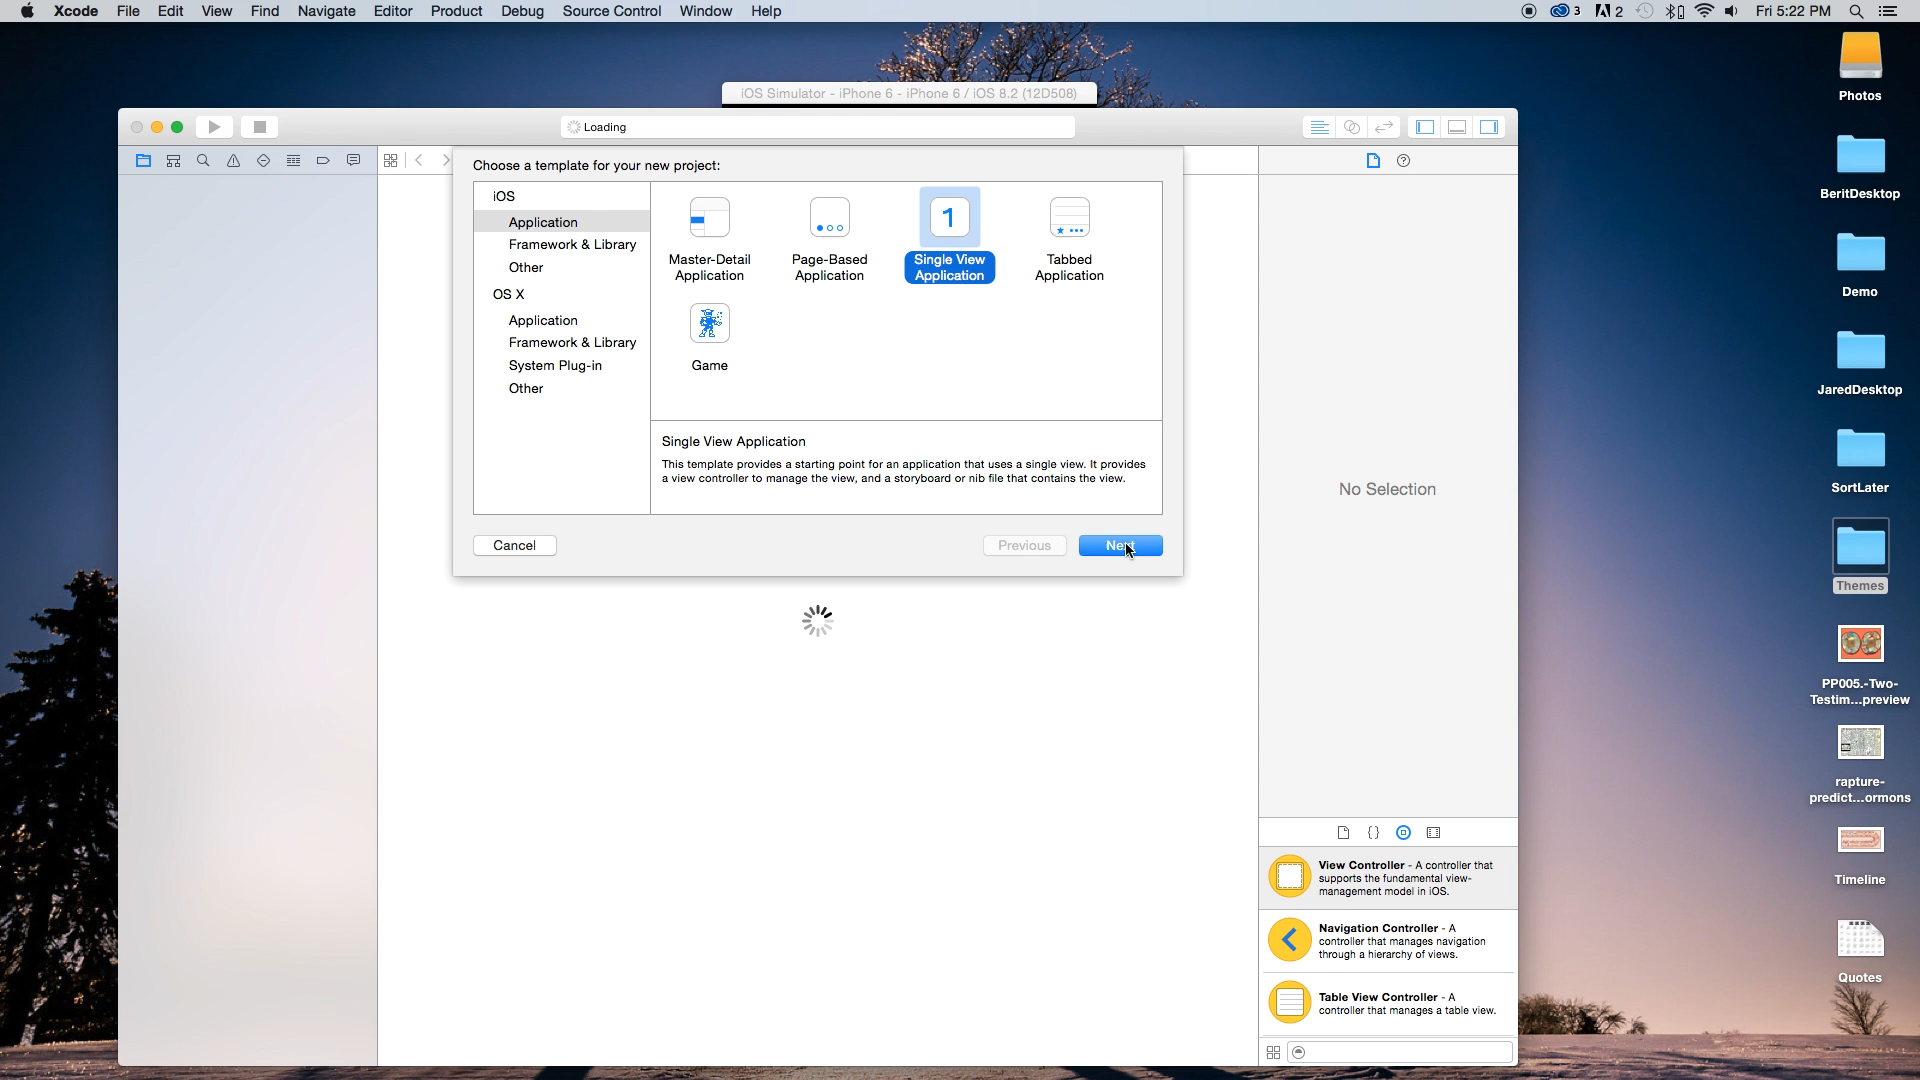 Xcode File Edit View Find Navigate Editor Product Debug Source Control Window Help
3 2 Fri 5:22 PM
iOS Simulator - iPhone 6 - iPhone 6 / iOS 8.2 (12D508)
Loading
Choose a template for your new project:
iOS
Application
Framework & Library
Other
OS X
Application
Framework & Library
System Plug-in
Other
Master-Detail
Application
Page-Based
Application
1
Single View
Application
Tabbed
Application
Game
Single View Application
This template provides a starting point for an application that uses a single view. It provides
a view controller to manage the view, and a storyboard or nib file that contains the view.
Cancel
Previous
Next
No Selection
{}
View Controller - A controller that
supports the fundamental view-
management model in iOS.
Navigation Controller - A
controller that manages navigation
through a hierarchy of views.
Table View Controller - A
controller that manages a table view.
Photos
BeritDesktop
Demo
JaredDesktop
SortLater
Themes
PP005.-Two-
Testim...preview
rapture-
predict...ormons
Timeline
Quotes